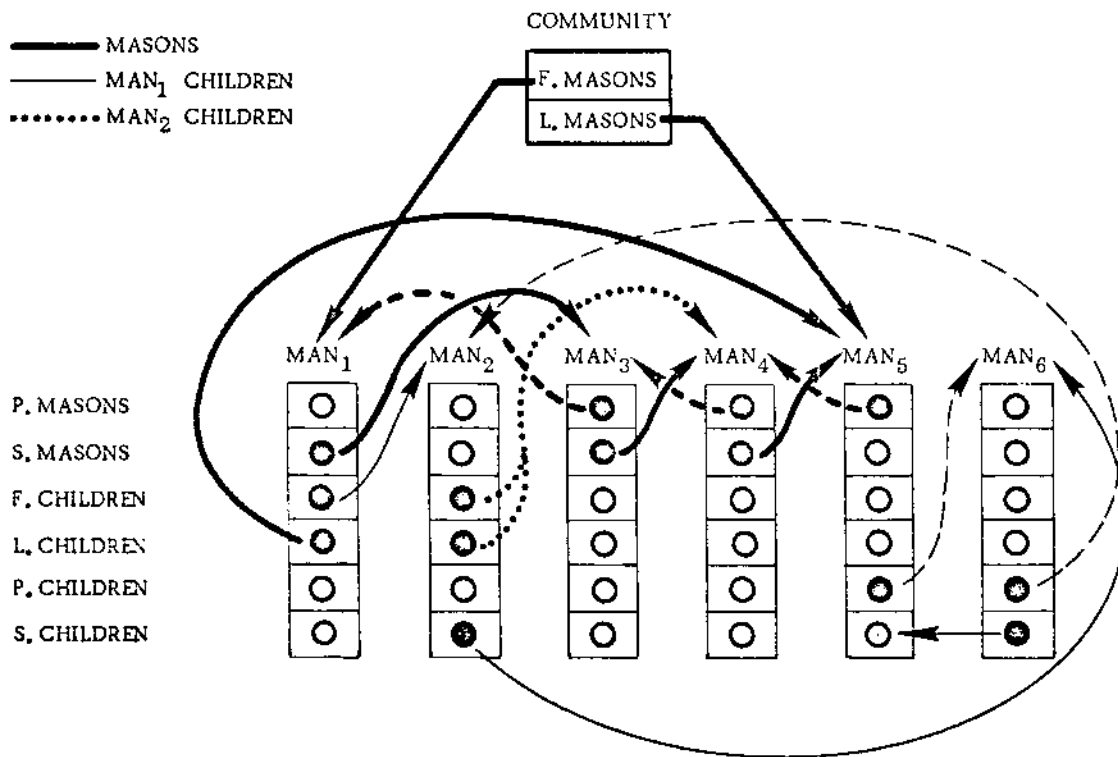 COMMUNITY
MASONS
MAN₁ CHILDREN
MAN₂ CHILDREN
F. MASONS
L. MASONS
MAN₁ MAN₂ MAN₃ MAN₄ MAN₅ MAN₆
P. MASONS
S. MASONS
F. CHILDREN
L. CHILDREN
P. CHILDREN
S. CHILDREN